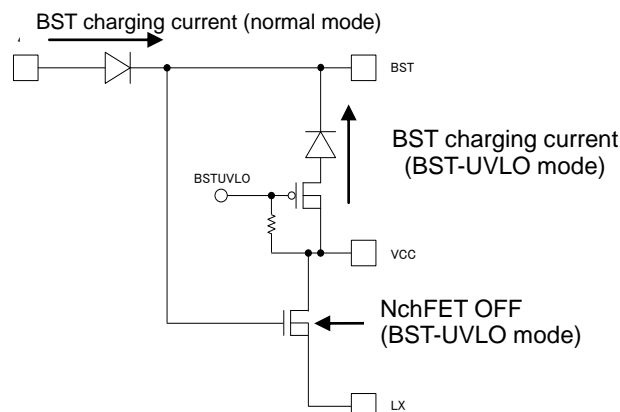 BST charging current (normal mode)
BST
BST charging current
(BST-UVLO mode)
BSTUVLO
VCC
NchFET OFF
(BST-UVLO mode)
LX